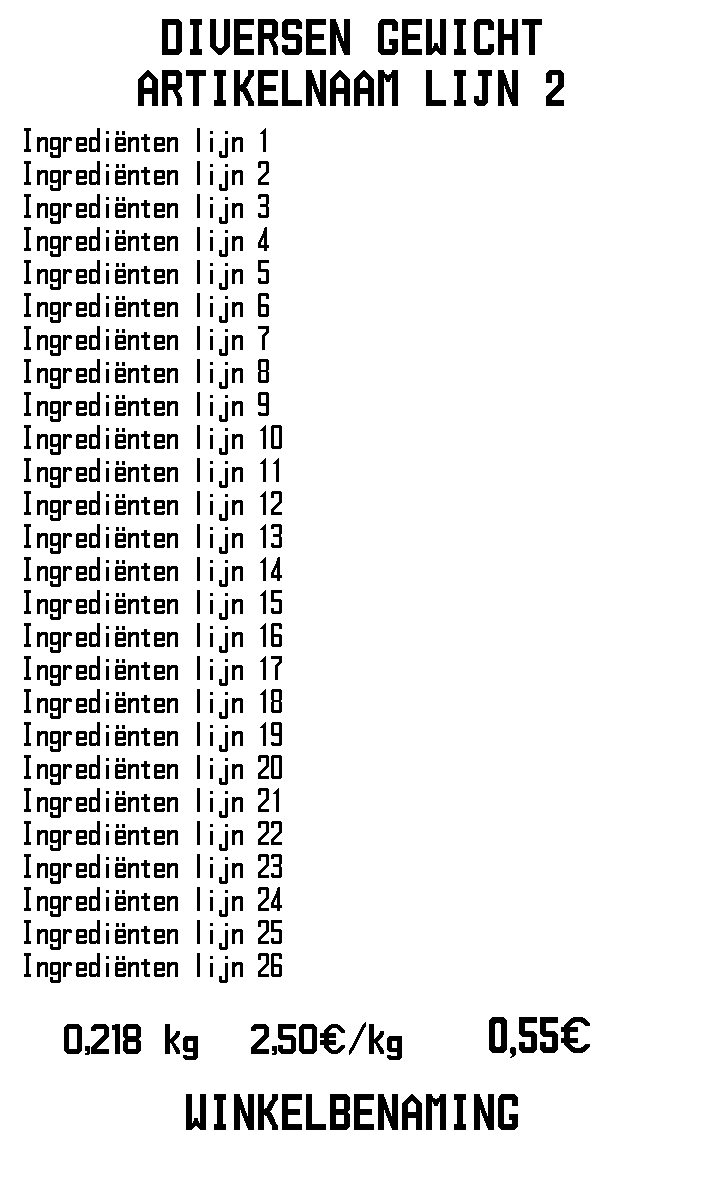 DIVERSEN GEWICHT
ARTIKELNAAM LIJN 2
Ingrediënten lijn 1
Ingrediënten lijn 2
Ingrediënten lijn 3
Ingrediënten lijn 4
Ingrediënten lijn 5
Ingrediënten lijn 6
Ingrediënten lijn 7
Ingrediënten lijn 8
Ingrediënten lijn 9
Ingrediënten lijn 10
Ingrediënten lijn 11
Ingrediënten lijn 12
Ingrediënten lijn 13
Ingrediënten lijn 14
Ingrediënten lijn 15
Ingrediënten lijn 16
Ingrediënten lijn 17
Ingrediënten lijn 18
Ingrediënten lijn 19
Ingrediënten lijn 20
Ingrediënten lijn 21
Ingrediënten lijn 22
Ingrediënten lijn 23
Ingrediënten lijn 24
Ingrediënten lijn 25
Ingrediënten lijn 26
0,218 kg 2,50€/kg 0,55€
WINKELBENAMING